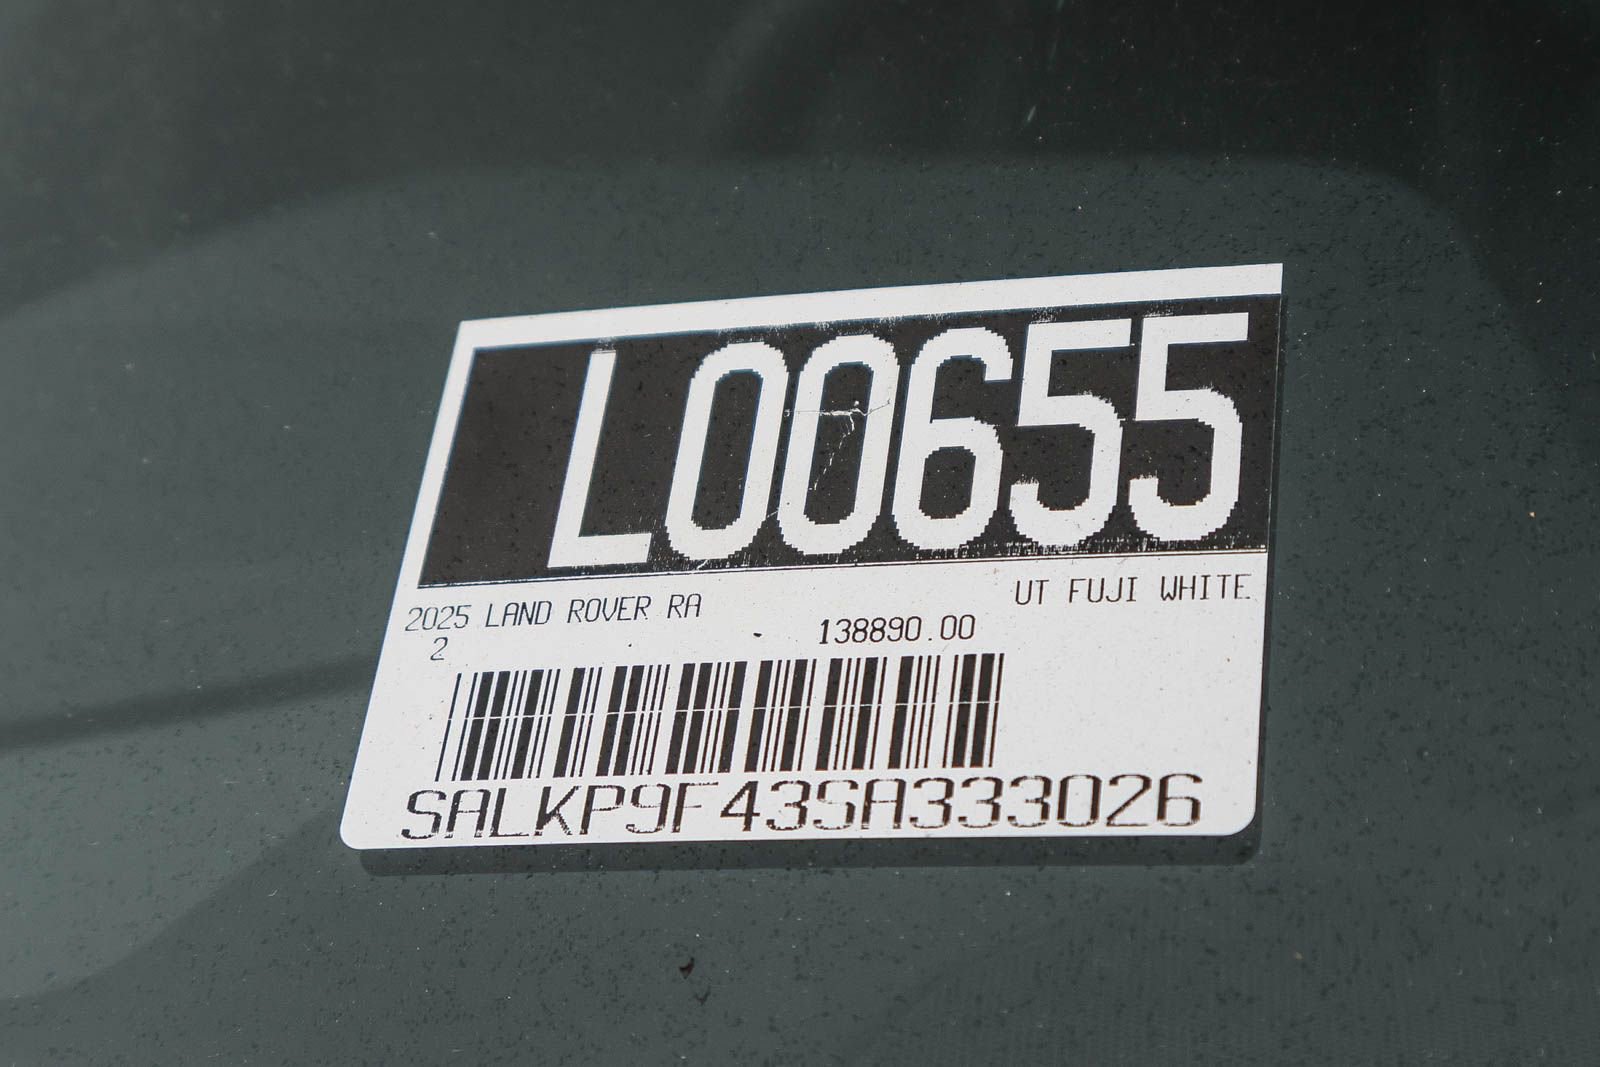 L00655
2025 LAND ROVER RA UT FUJI WHITE
2 138890.00
SALKP9F43SA333026